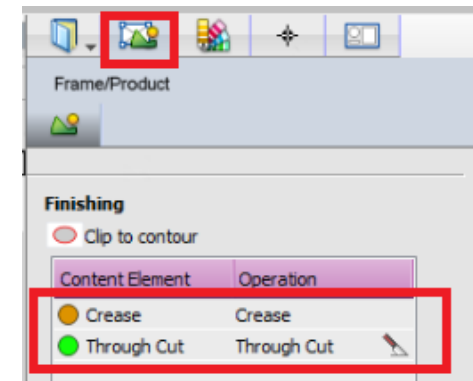 Frame/Product
Finishing
Clip to contour
Content Element Operation
Crease Crease
Through Cut Through Cut